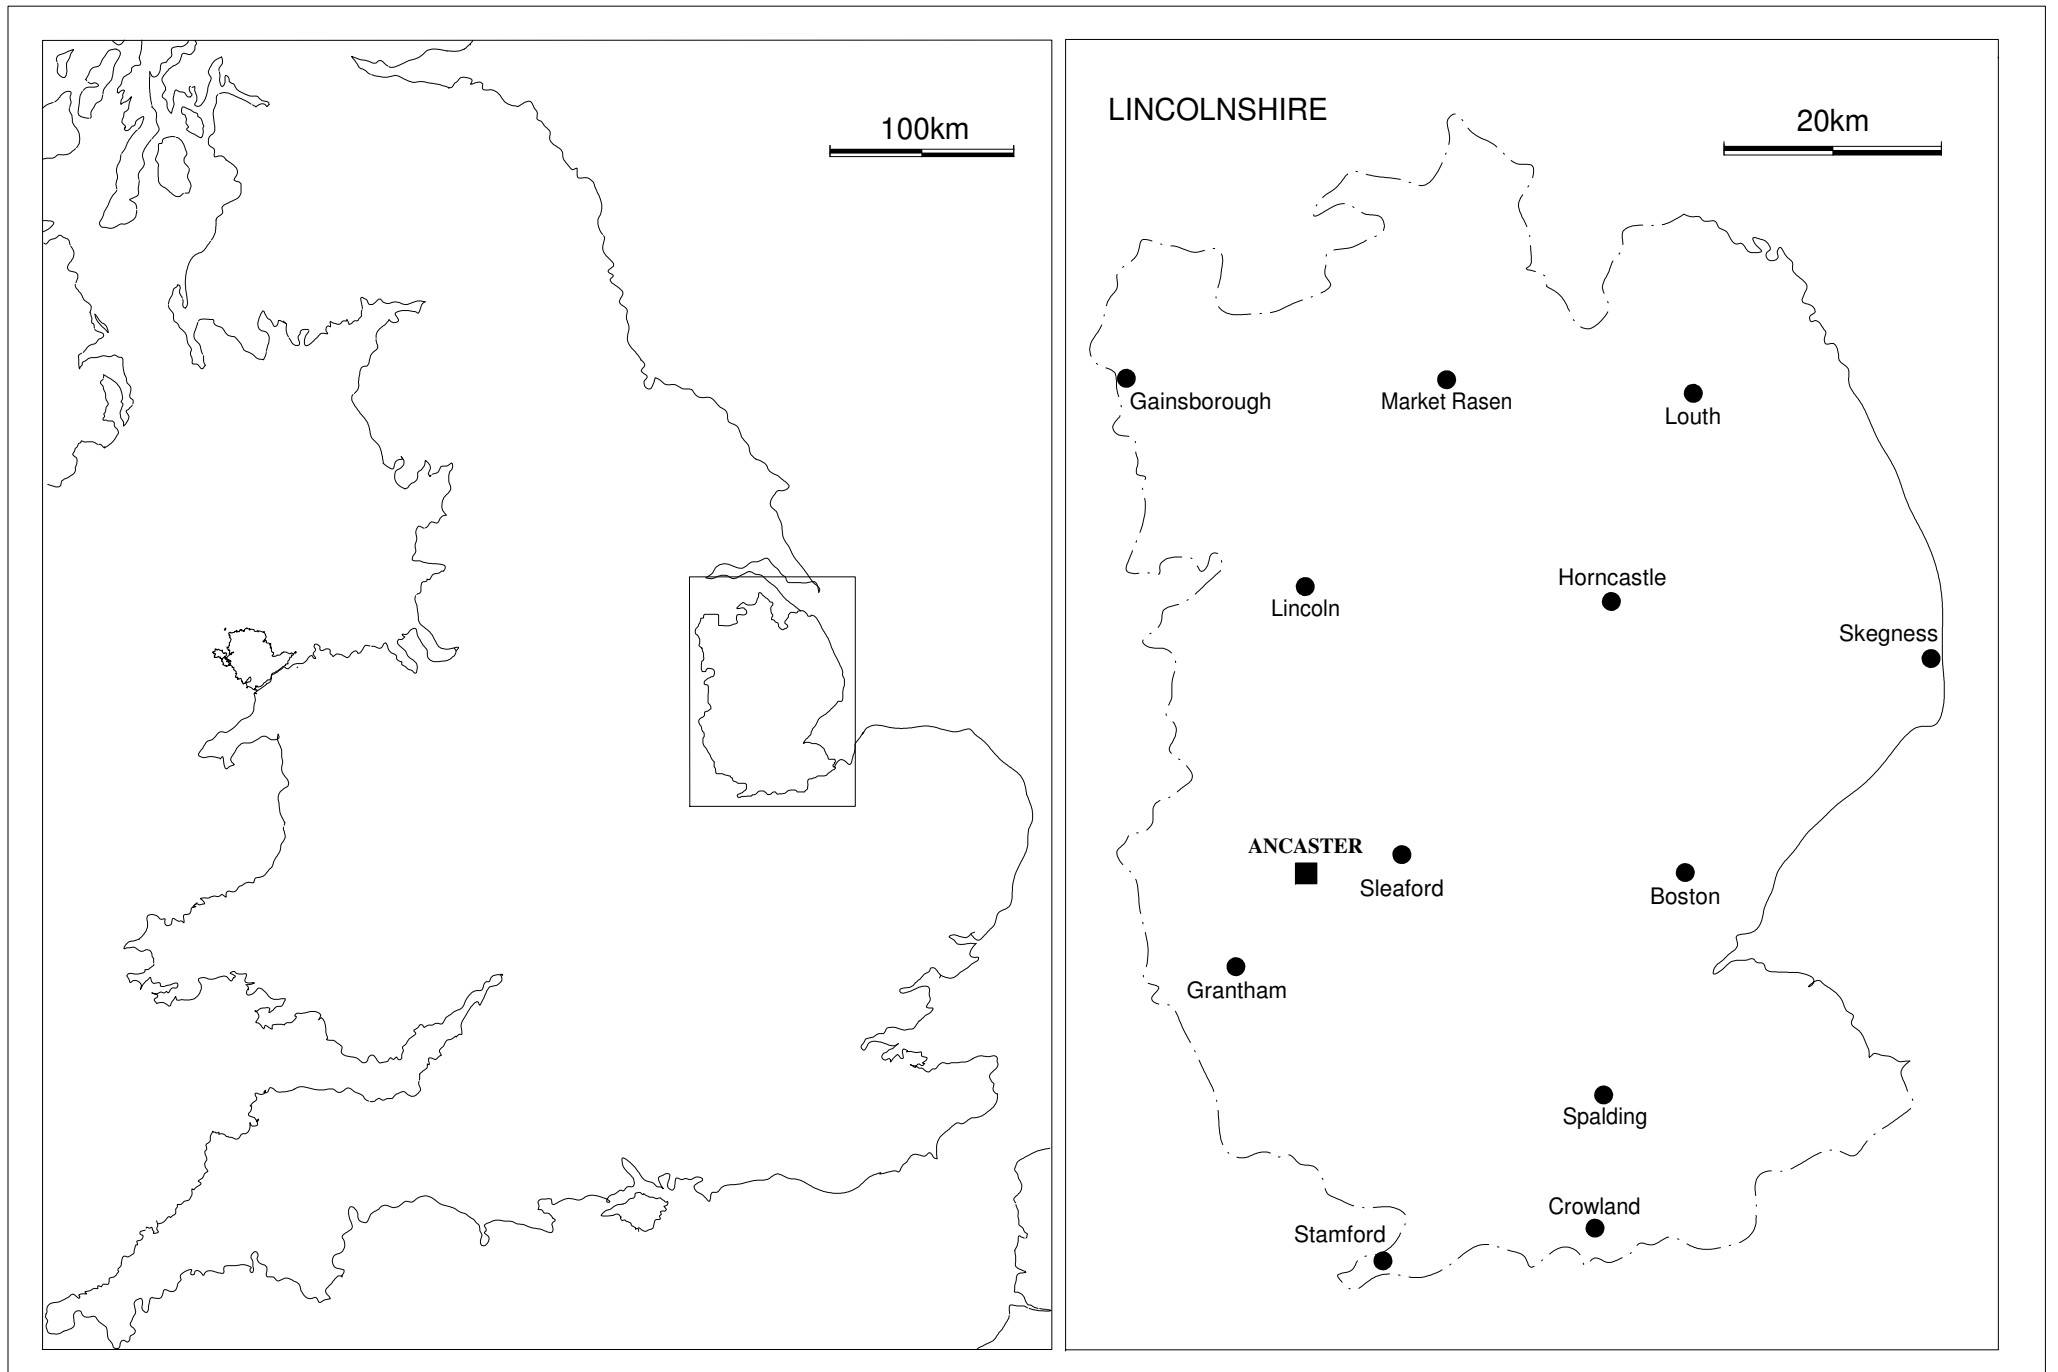 100km
LINCOLNSHIRE
20km
Gainsborough
Market Rasen
Louth
Lincoln
Horncastle
Skegness
ANCASTER
Sleaford
Boston
Grantham
Spalding
Crowland
Stamford